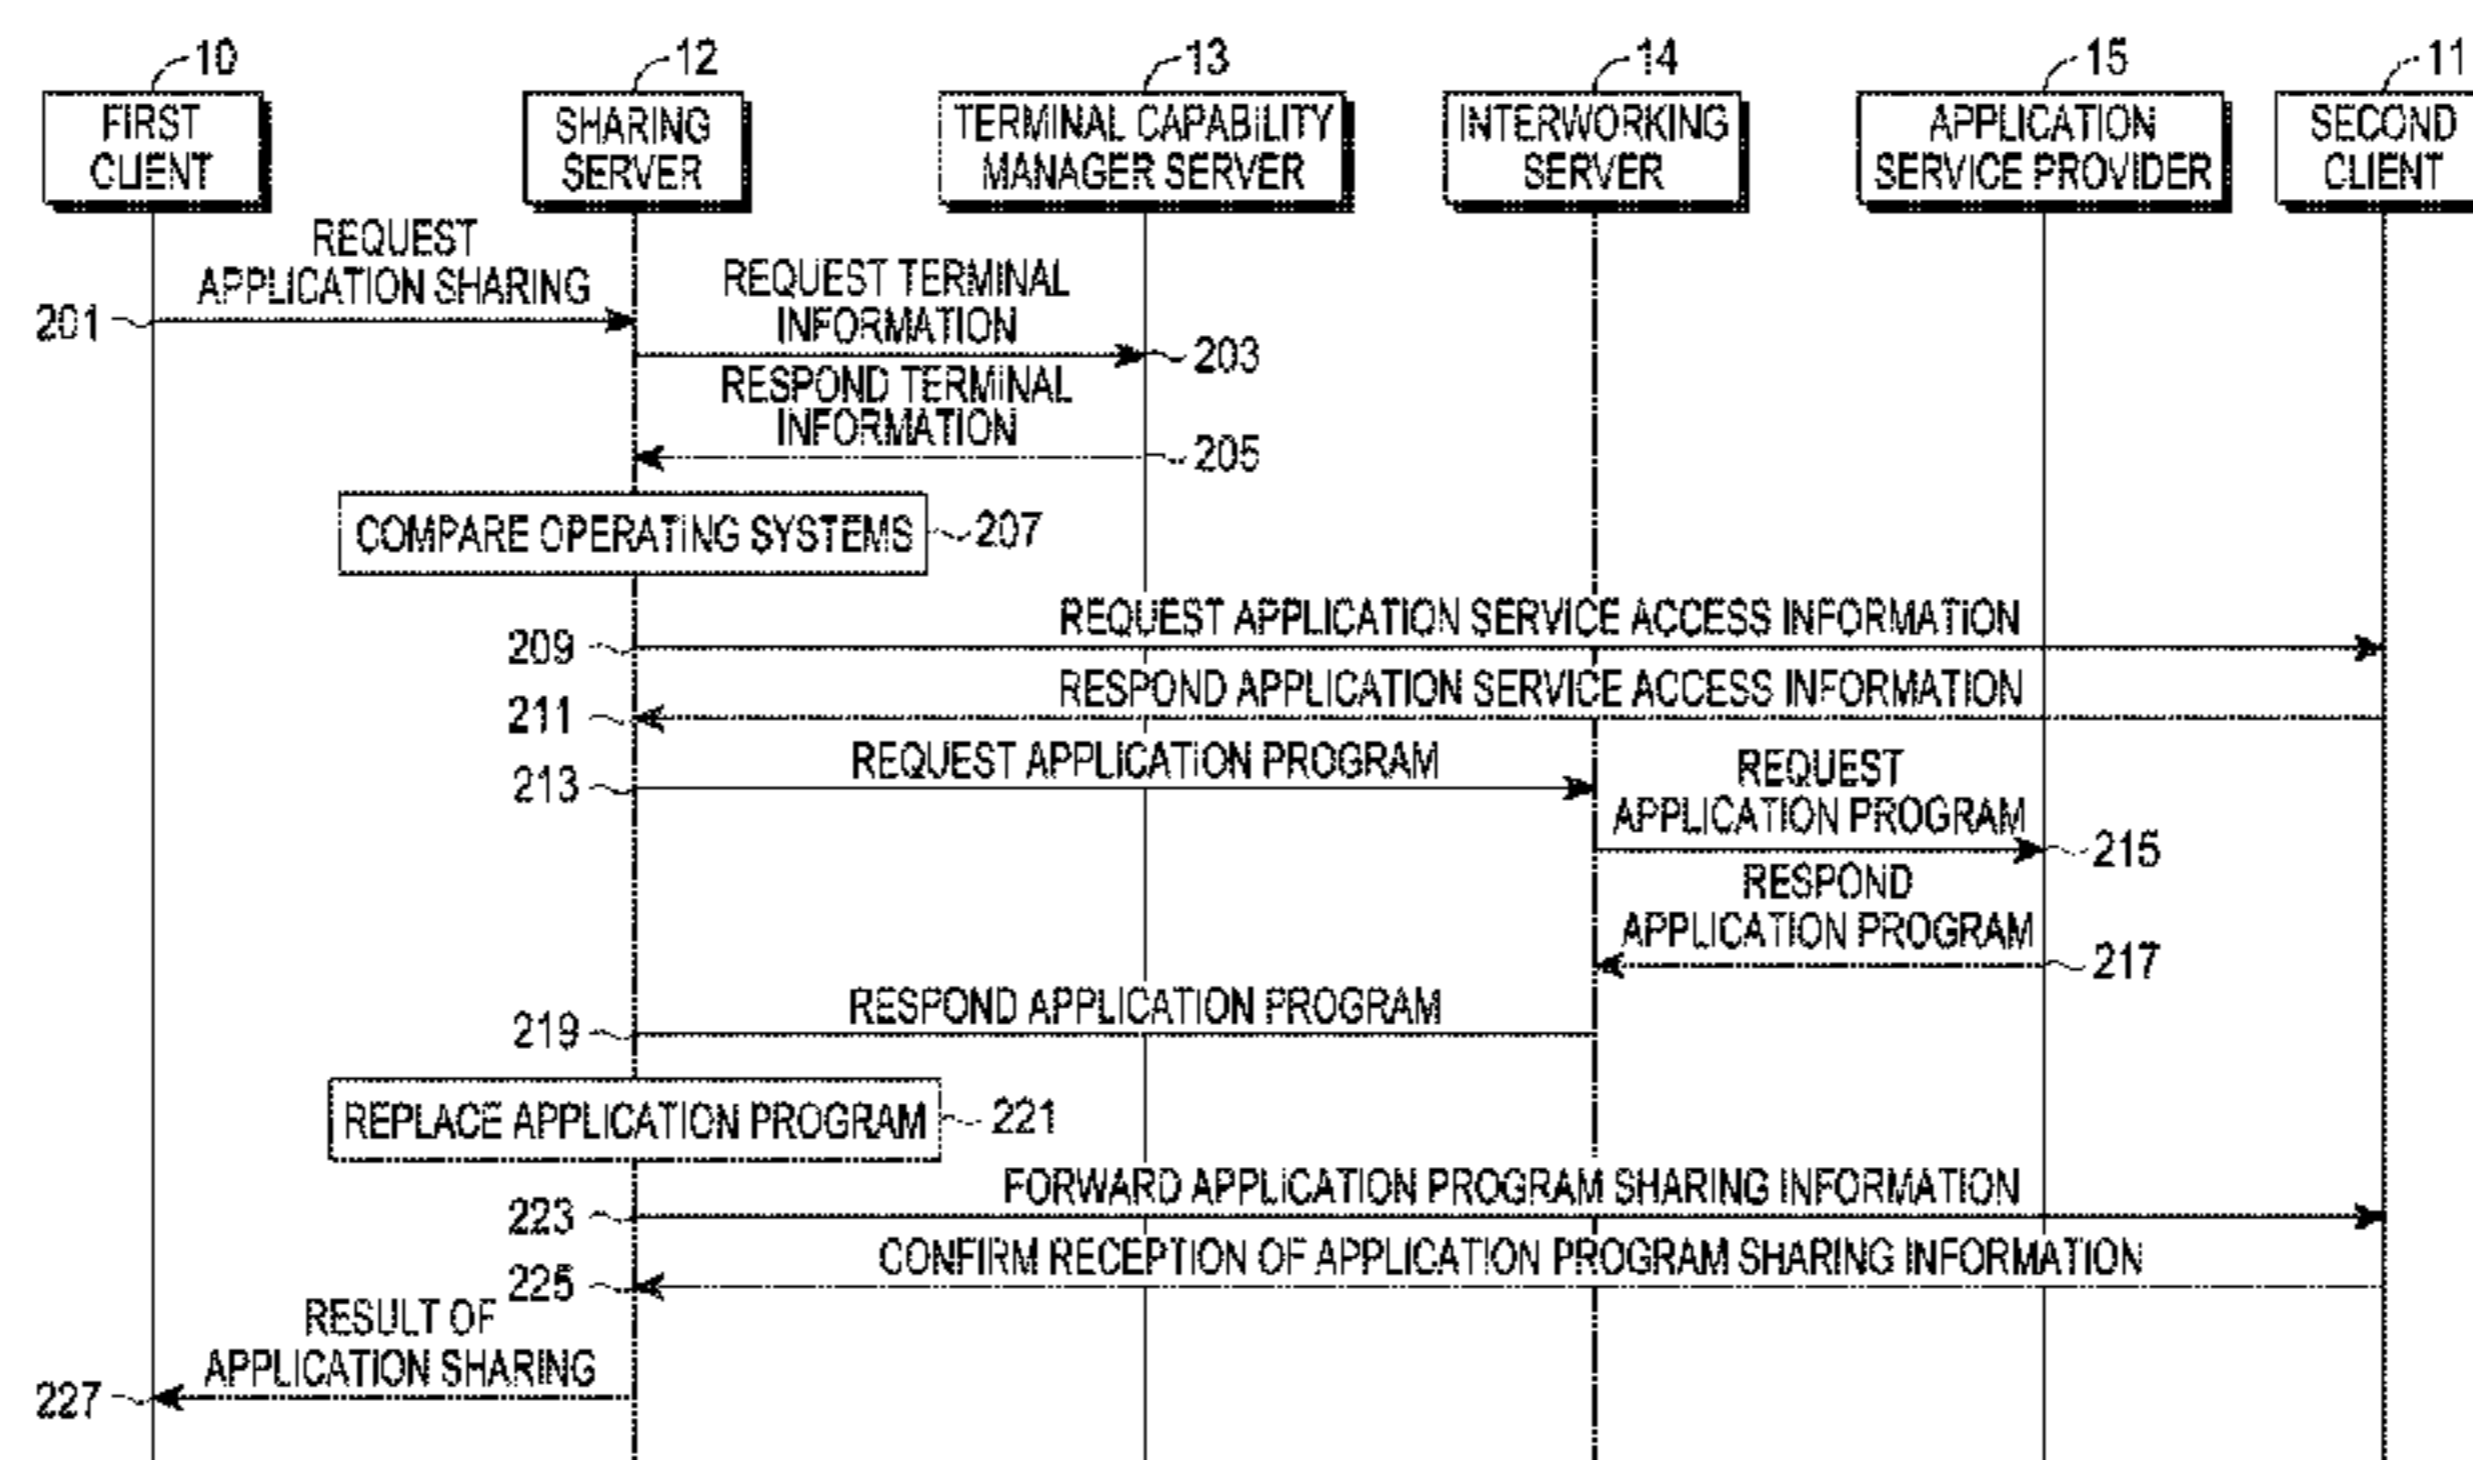 10
12
13
14
15
11
FIRST
CLIENT
SHARING
SERVER
TERMINAL CAPABILITY
MANAGER SERVER
INTERWORKING
SERVER
APPLICATION
SERVICE PROVIDER
SECOND
CLIENT
REQUEST
APPLICATION SHARING
201
REQUEST TERMINAL
INFORMATION
203
RESPOND TERMINAL
INFORMATION
205
COMPARE OPERATING SYSTEMS
207
REQUEST APPLICATION SERVICE ACCESS INFORMATION
209
RESPOND APPLICATION SERVICE ACCESS INFORMATION
211
REQUEST APPLICATION PROGRAM
213
REQUEST
APPLICATION PROGRAM
215
RESPOND
APPLICATION PROGRAM
217
RESPOND APPLICATION PROGRAM
219
REPLACE APPLICATION PROGRAM
221
FORWARD APPLICATION PROGRAM SHARING INFORMATION
223
CONFIRM RECEPTION OF APPLICATION PROGRAM SHARING INFORMATION
225
RESULT OF
APPLICATION SHARING
227